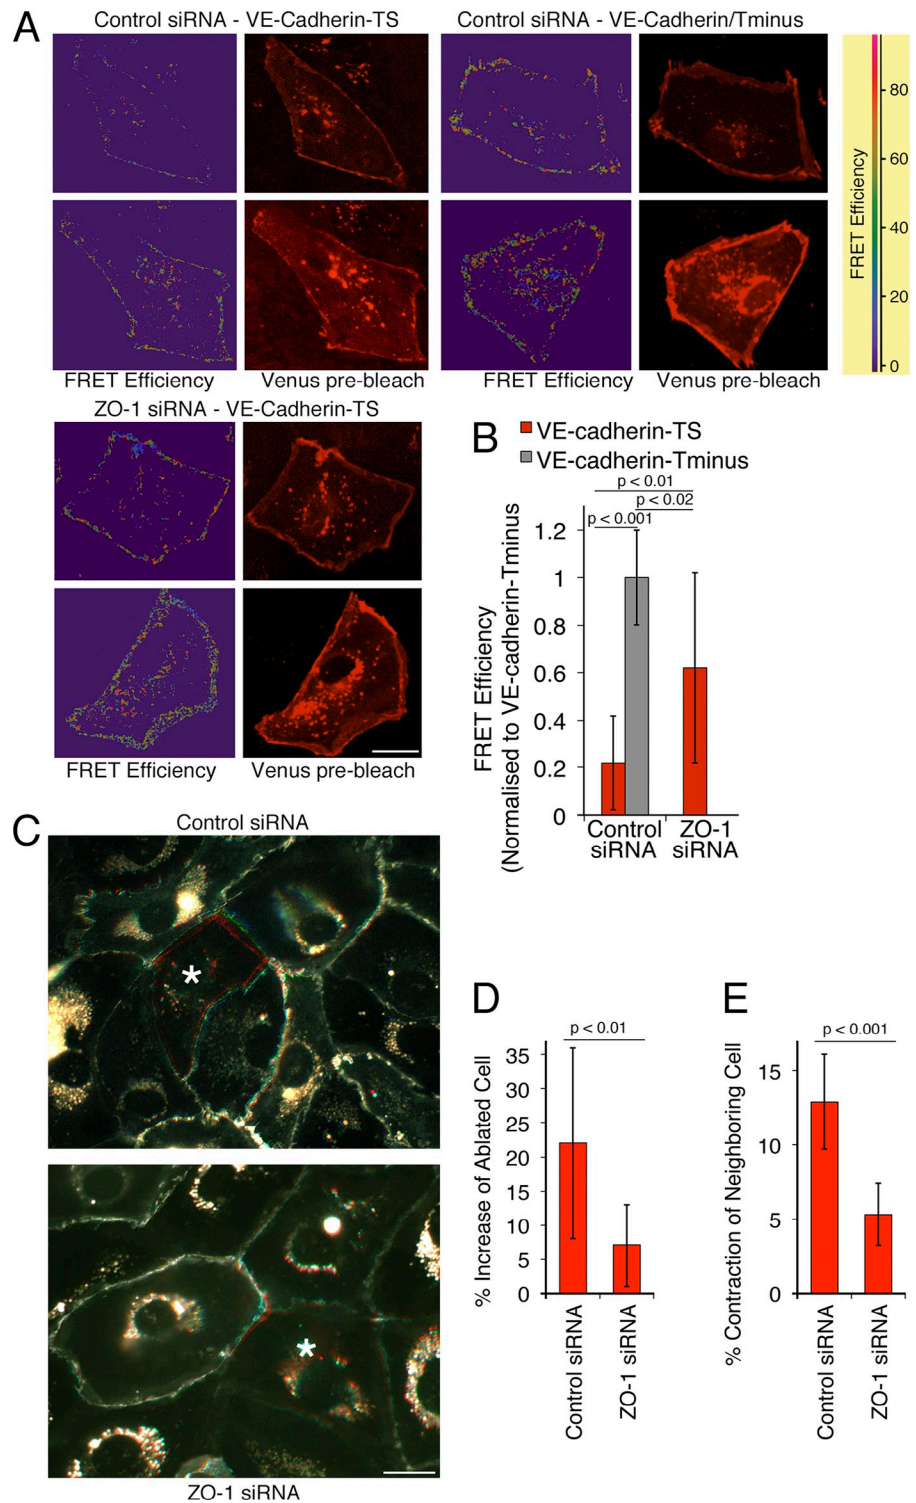 A
Control siRNA - VE-Cadherin-TS
Control siRNA - VE-Cadherin/Tminus
FRET Efficiency
80
60
40
20
0
FRET Efficiency
Venus pre-bleach
FRET Efficiency
Venus pre-bleach
ZO-1 siRNA - VE-Cadherin-TS
FRET Efficiency
Venus pre-bleach
B
VE-cadherin-TS
VE-cadherin-Tminus
p < 0.01
p < 0.02
p < 0.001
FRET Efficiency
(Normalised to VE-cadherin-Tminus
1.2
1
0.8
0.6
0.4
0.2
0
Control
siRNA
ZO-1
siRNA
C
Control siRNA
*
*
ZO-1 siRNA
D
p < 0.01
% Increase of Ablated Cell
35
30
25
20
15
10
5
0
Control siRNA
ZO-1 siRNA
E
p < 0.001
% Contraction of Neighboring Cell
15
10
5
0
Control siRNA
ZO-1 siRNA